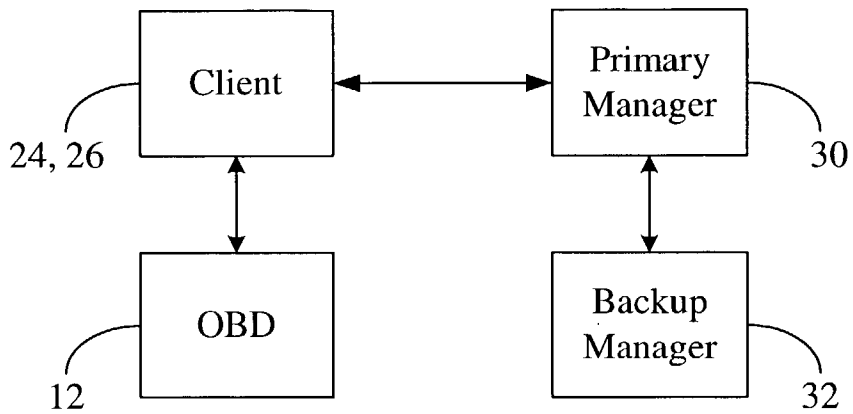 Client
Primary
Manager
24, 26
30
OBD
Backup
Manager
12
32